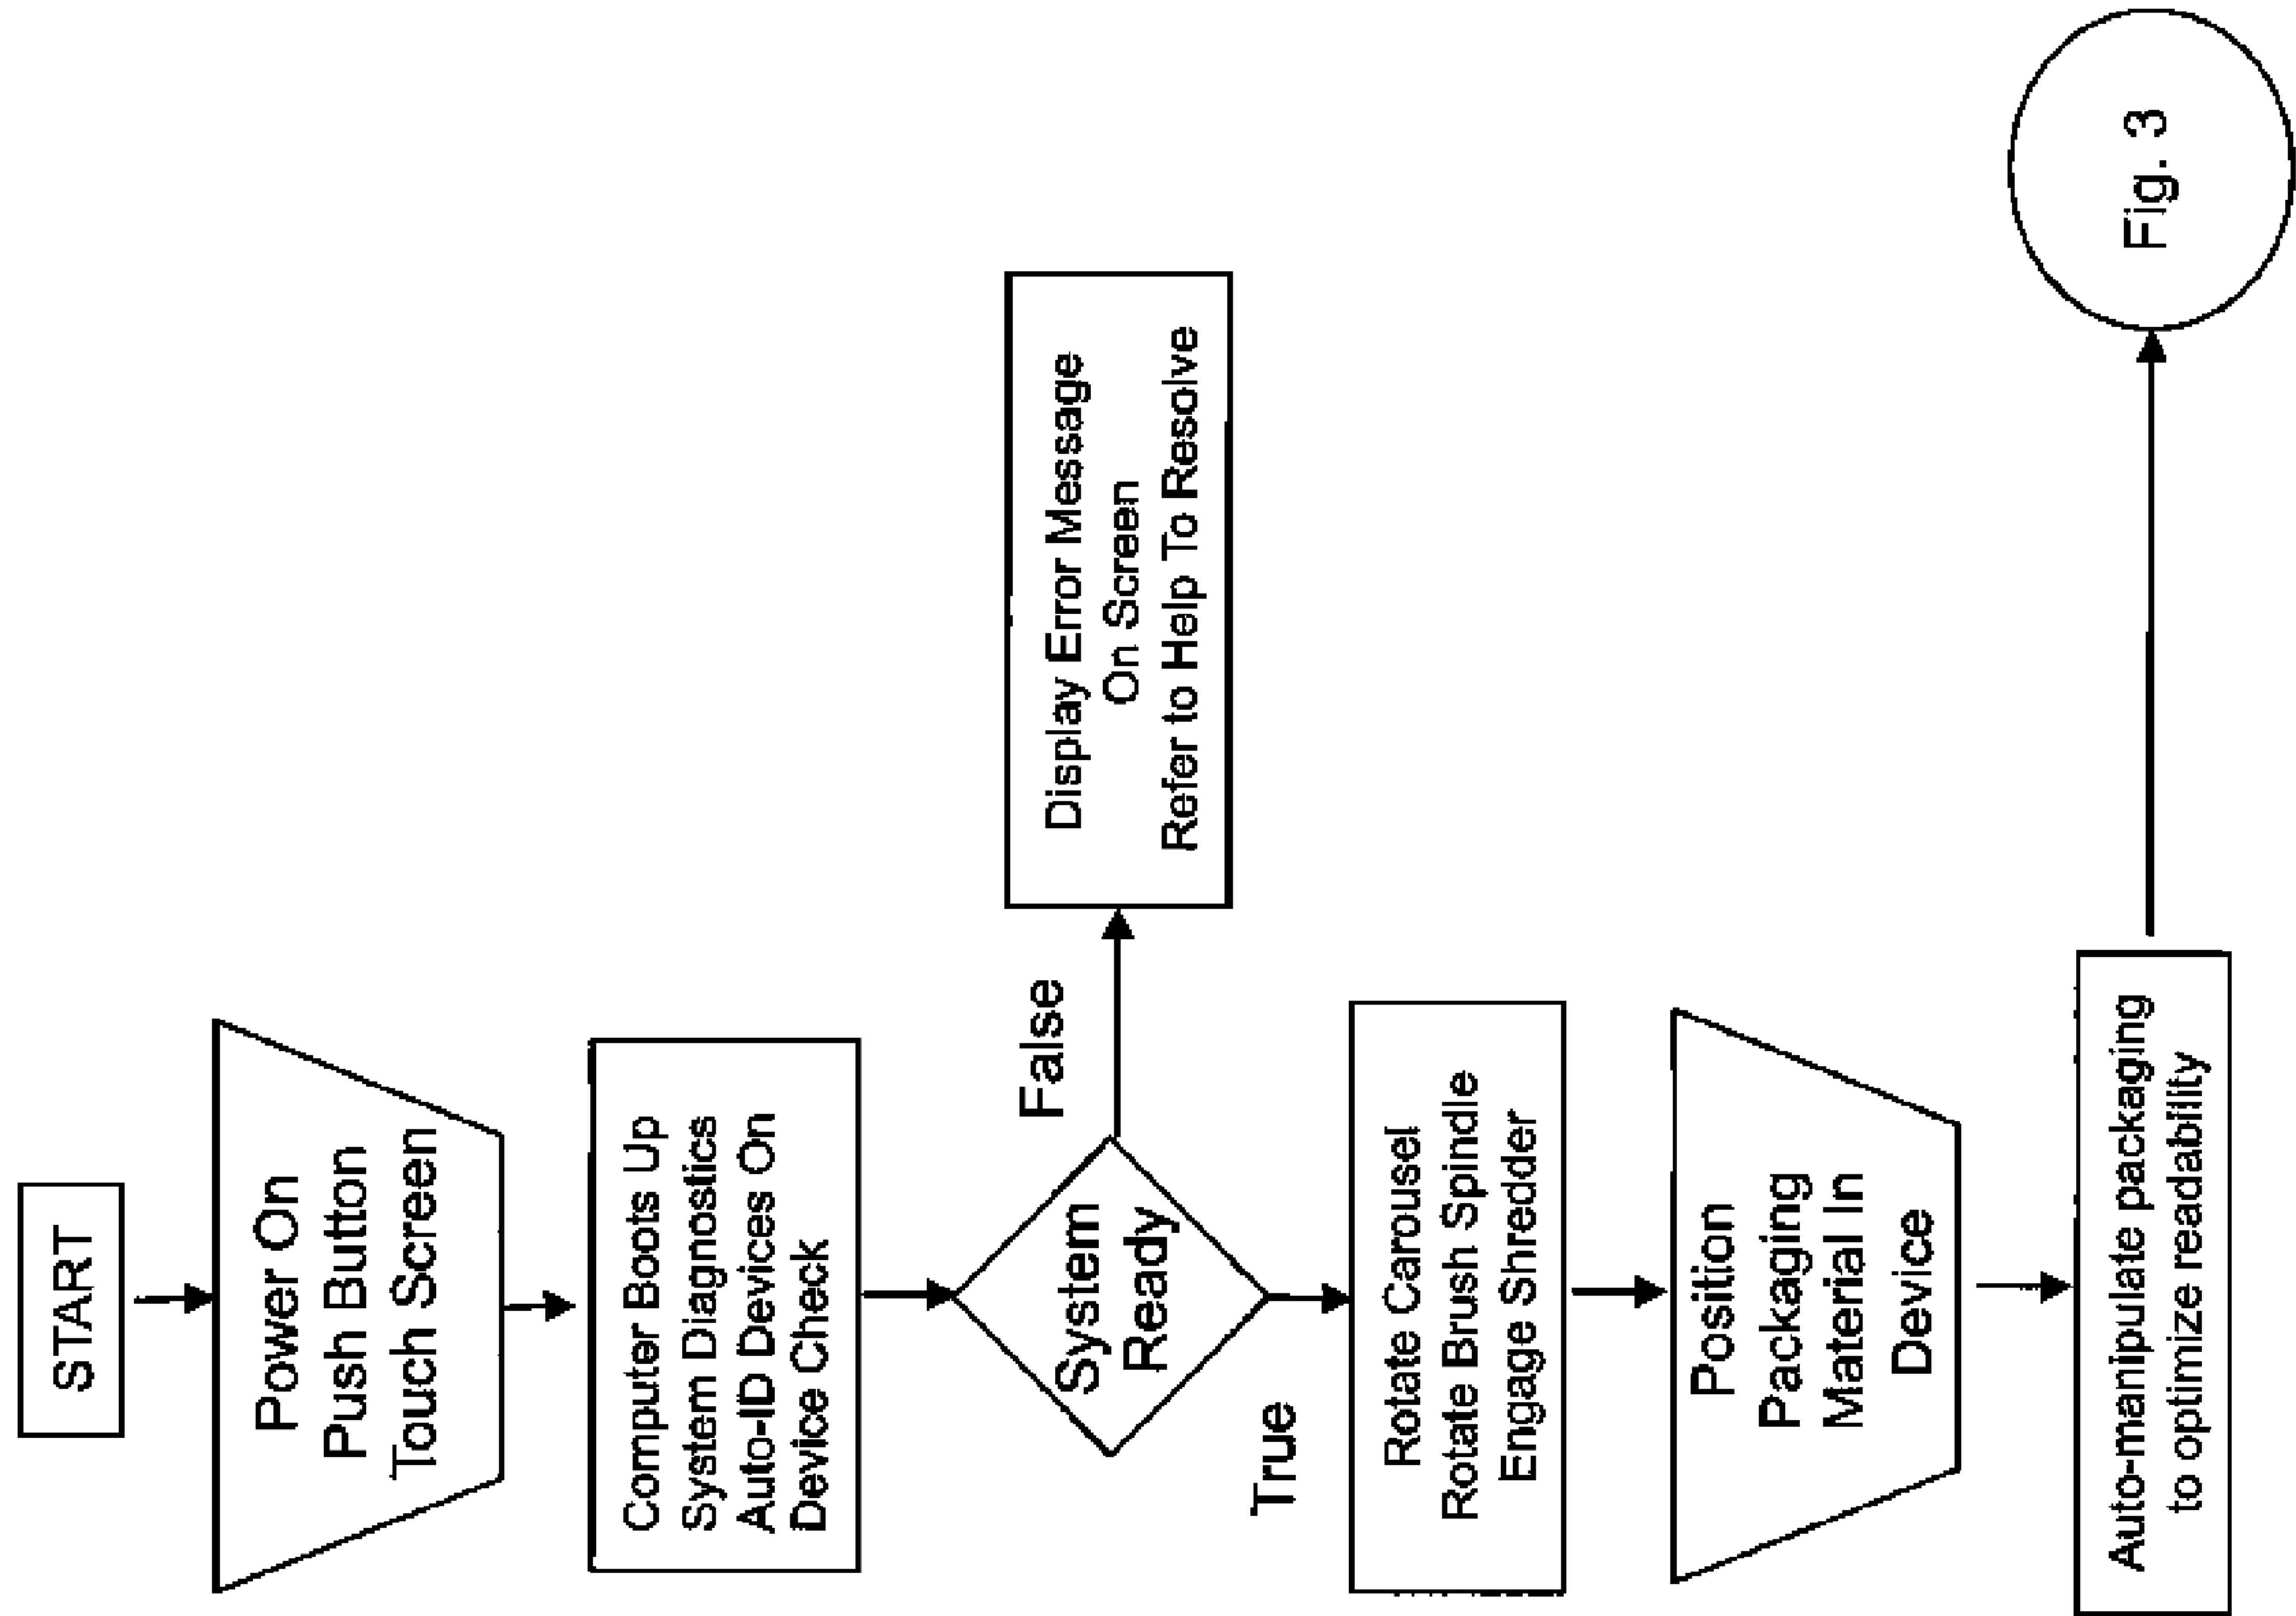 START
Power On
Push Button
Touch Screen
Computer Boots Up
System Diagnostics
Auto-ID Devices On
Device Check
System
Ready
False
Display Error Message
On Screen
Refer to Help To Resolve
True
Rotate Carousel
Rotate Brush Spindle
Engage Shredder
Position
Packaging
Material In
Device
Auto-manipulate packaging
to optimize readability
Fig. 3